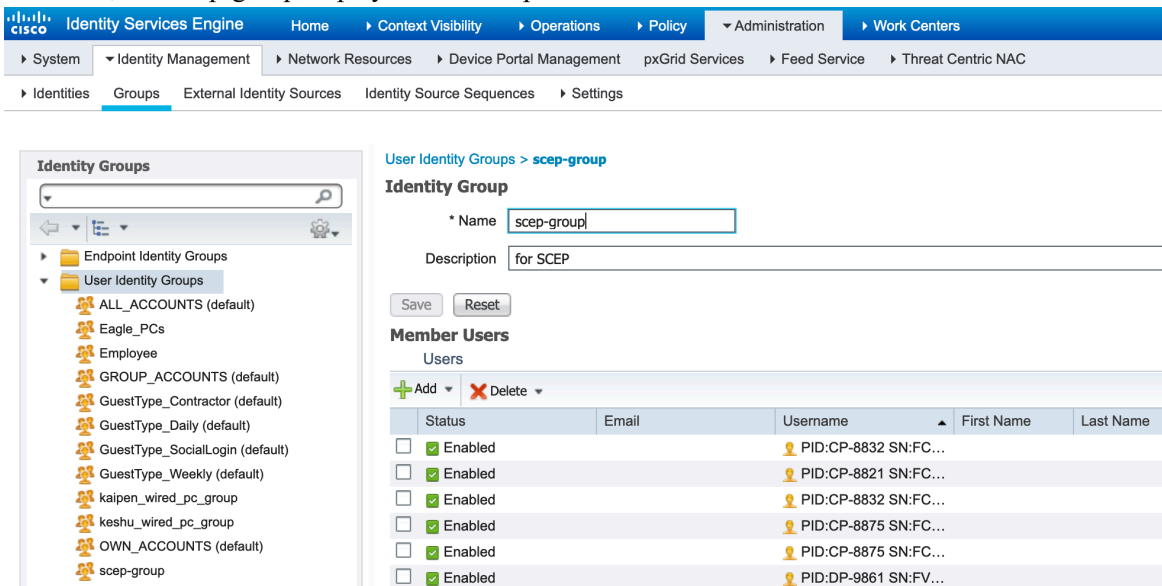 cisco Identity Services Engine Home Context Visibility Operations Policy Administration Work Centers
System Identity Management Network Resources Device Portal Management pxGrid Services Feed Service Threat Centric NAC
Identities Groups External Identity Sources Identity Source Sequences Settings
Identity Groups
Endpoint Identity Groups
User Identity Groups
ALL_ACCOUNTS (default)
Eagle_PCs
Employee
GROUP_ACCOUNTS (default)
GuestType_Contractor (default)
GuestType_Daily (default)
GuestType_SocialLogin (default)
GuestType_Weekly (default)
kaipen_wired_pc_group
keshu_wired_pc_group
OWN_ACCOUNTS (default)
scep-group
User Identity Groups > scep-group
Identity Group
* Name scep-group
Description for SCEP
Save Reset
Member Users
Users
Add Delete
Status Email Username First Name Last Name
Enabled PID:CP-8832 SN:FC...
Enabled PID:CP-8821 SN:FC...
Enabled PID:CP-8832 SN:FC...
Enabled PID:CP-8875 SN:FC...
Enabled PID:CP-8875 SN:FC...
Enabled PID:DP-9861 SN:FV...